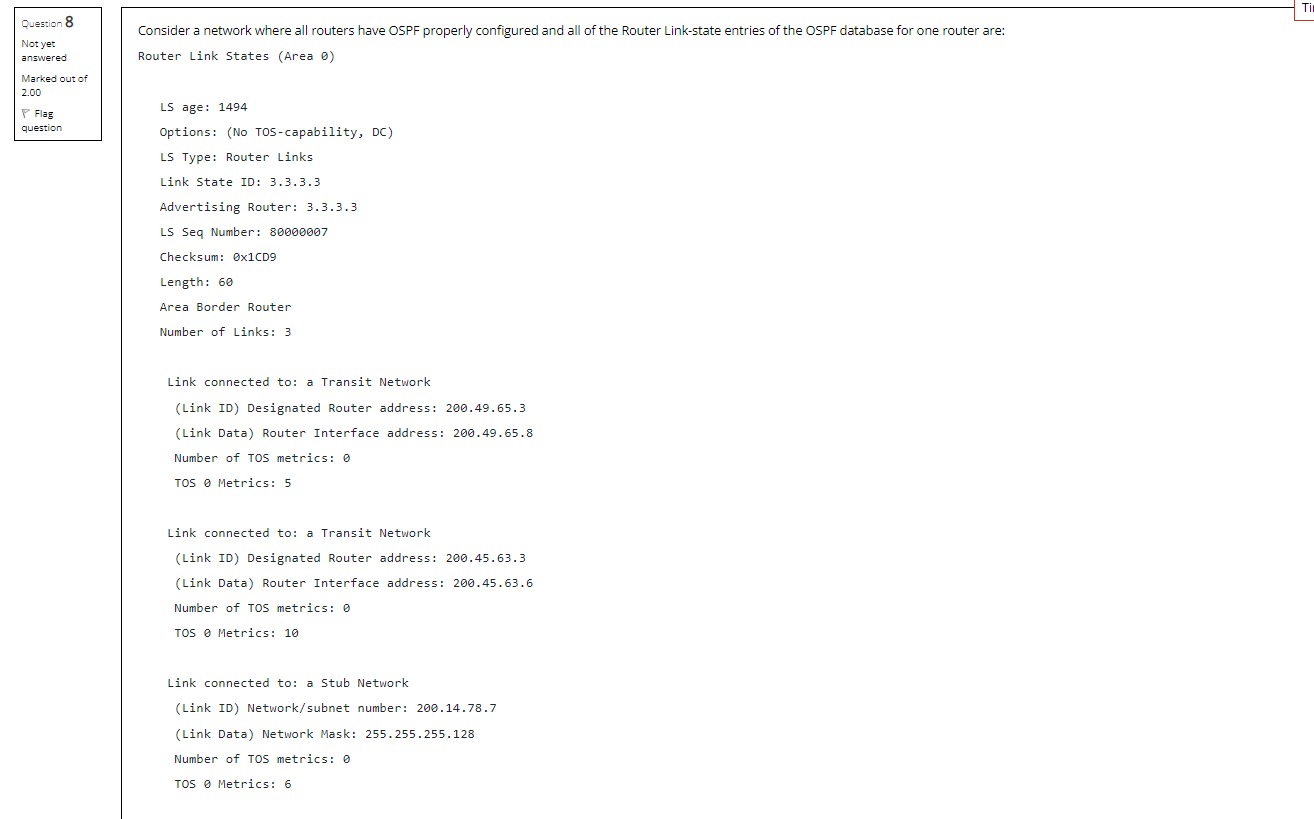 Question 8
Not yet
answered
Marked out of
2.00
Flag
question
Consider a network where all routers have OSPF properly configured and all of the Router Link-state entries of the OSPF database for one router are:
Router Link States (Area 0)
LS age: 1494
Options: (No TOS-capability, DC)
LS Type: Router Links
Link State ID: 3.3.3.3
Advertising Router: 3.3.3.3
LS Seq Number: 80000007
Checksum: 0x1CD9
Length: 60
Area Border Router
Number of Links: 3
Link connected to: a Transit Network
(Link ID) Designated Router address: 200.49.65.3
(Link Data) Router Interface address: 200.49.65.8
Number of TOS metrics: 0
TOS 0 Metrics: 5
Link connected to: a Transit Network
(Link ID) Designated Router address: 200.45.63.3
(Link Data) Router Interface address: 200.45.63.6
Number of TOS metrics: 0
TOS 0 Metrics: 10
Link connected to: a Stub Network
(Link ID) Network/subnet number: 200.14.78.7
(Link Data) Network Mask: 255.255.255.128
Number of TOS metrics: 0
TOS 0 Metrics: 6